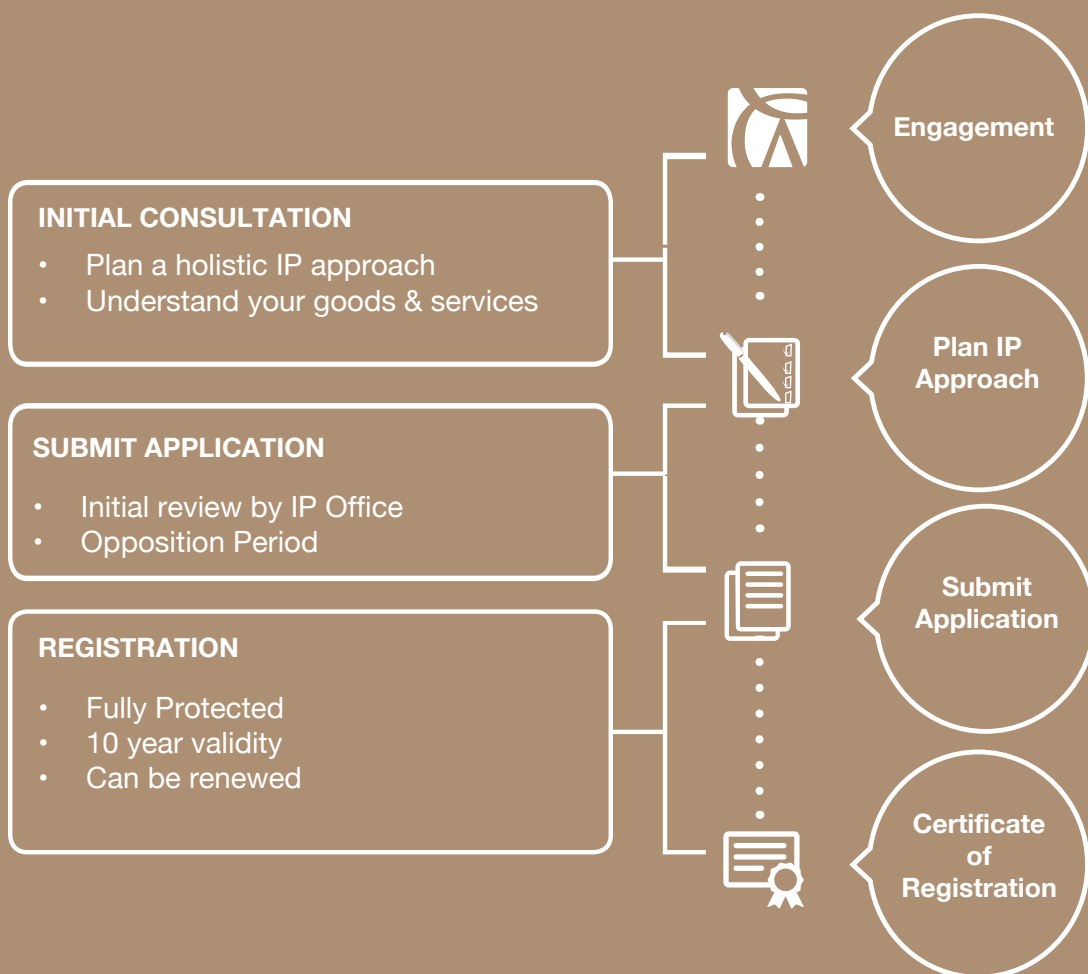 Engagement
INITIAL CONSULTATION
• Plan a holistic IP approach
• Understand your goods & services
Plan IP
Approach
SUBMIT APPLICATION
• Initial review by IP Office
• Opposition Period
Submit
Application
REGISTRATION
• Fully Protected
• 10 year validity
• Can be renewed
Certificate
of
Registration